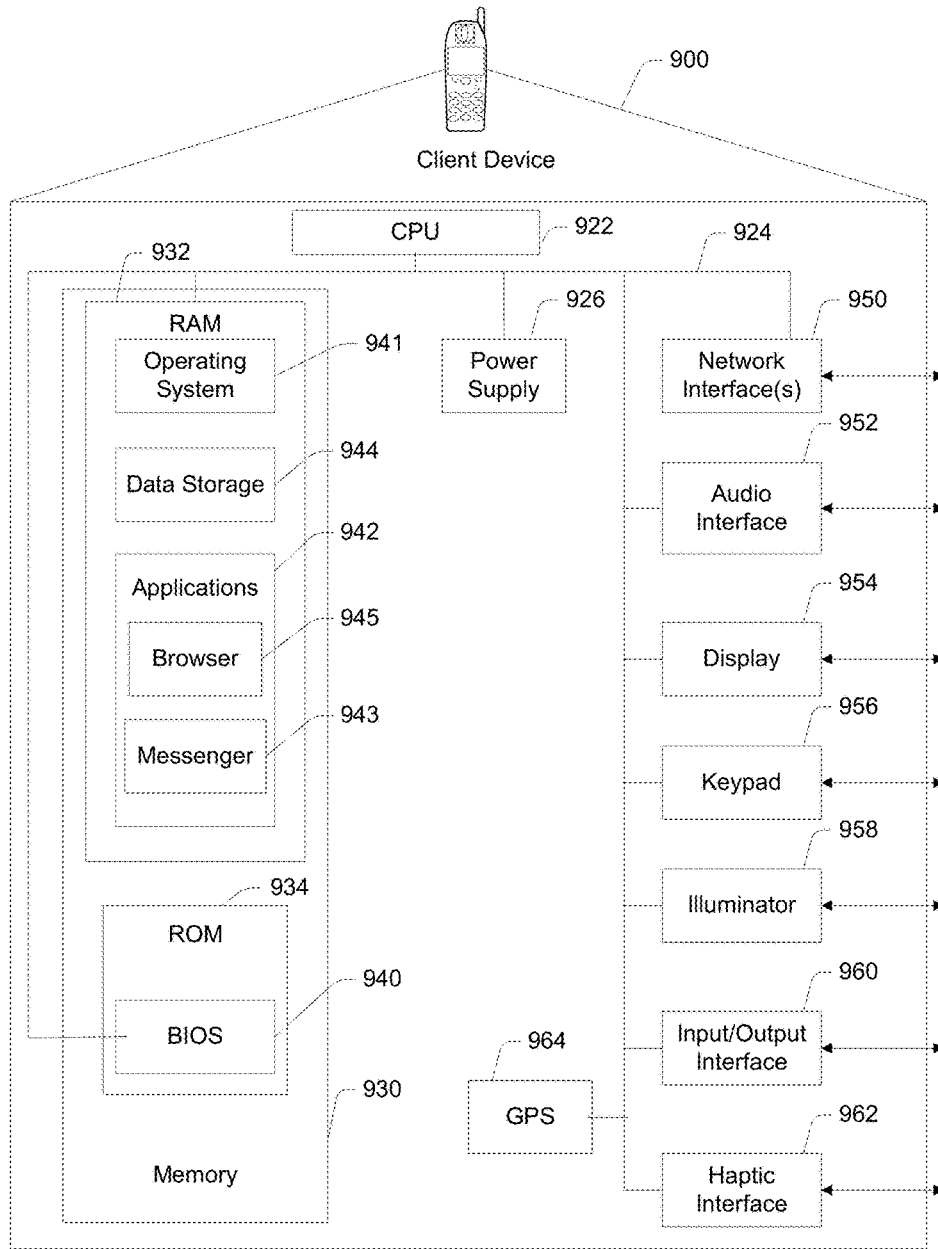 900
Client Device
CPU
922
924
932
926
950
RAM
Operating
System
941
Power
Supply
Network
Interface(s)
944
952
Data Storage
Audio
Interface
942
Applications
954
945
Browser
Display
943
956
Messenger
Keypad
958
934
Illuminator
ROM
940
960
BIOS
964
Input/Output
Interface
930
GPS
962
Memory
Haptic
Interface